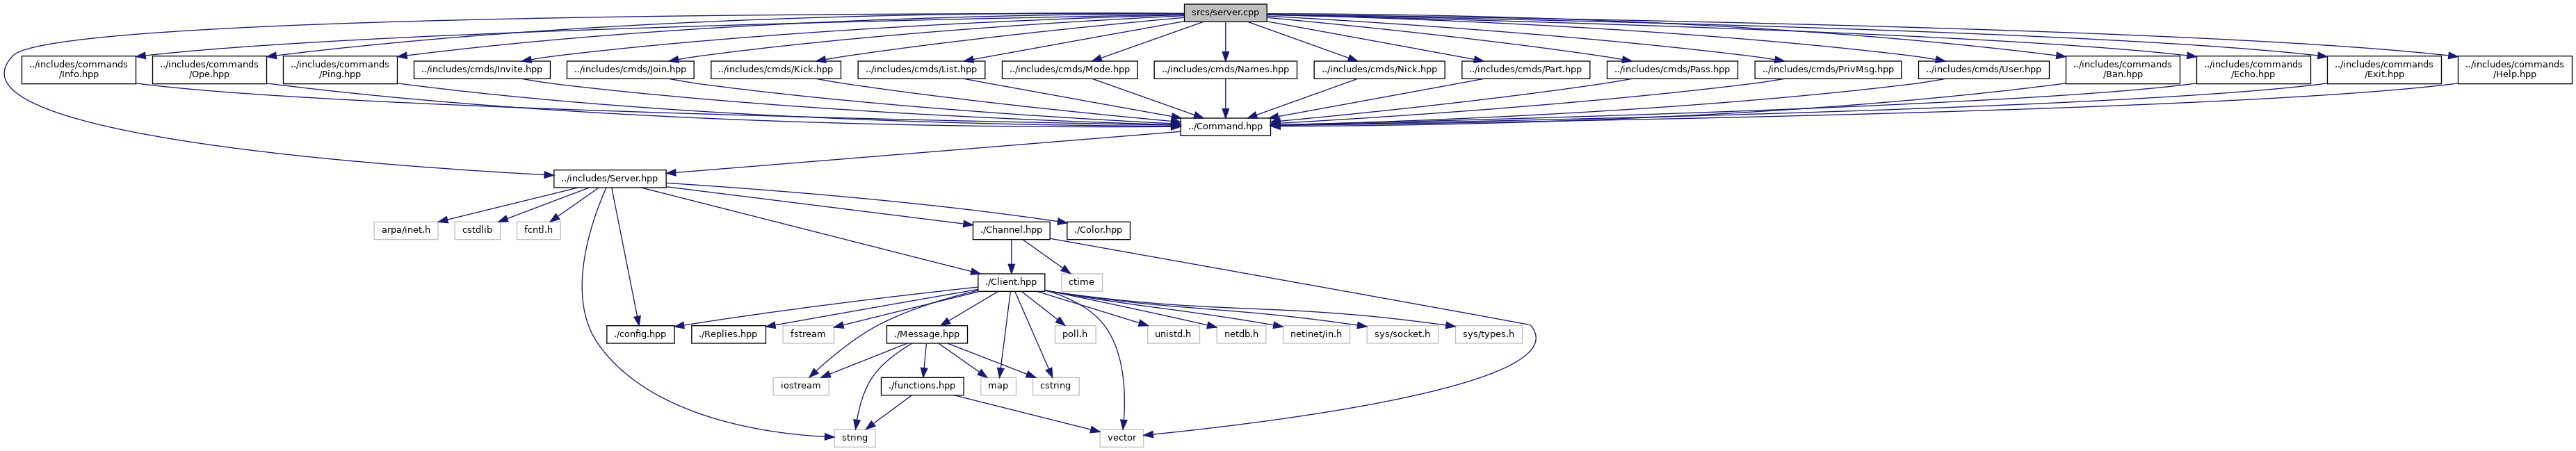 srcs/server.cpp
../includes/commands
/Info.hpp
../includes/commands
/Ope.hpp
../includes/commands
/Ping.hpp
../includes/cmds/Invite.hpp
../includes/cmds/Join.hpp
../includes/cmds/Kick.hpp
../includes/cmds/List.hpp
../includes/cmds/Mode.hpp
../includes/cmds/Names.hpp
../includes/cmds/Nick.hpp
../includes/cmds/Part.hpp
../includes/cmds/Pass.hpp
../includes/cmds/PrivMsg.hpp
../includes/cmds/User.hpp
../includes/commands
/Ban.hpp
../includes/commands
/Echo.hpp
../includes/commands
/Exit.hpp
../includes/commands
/Help.hpp
../Command.hpp
../includes/Server.hpp
arpa/inet.h
cstdlib
fcntl.h
./Channel.hpp
./Color.hpp
./Client.hpp
ctime
./config.hpp
./Replies.hpp
fstream
./Message.hpp
poll.h
unistd.h
netdb.h
netinet/in.h
sys/socket.h
sys/types.h
iostream
./functions.hpp
map
cstring
string
vector